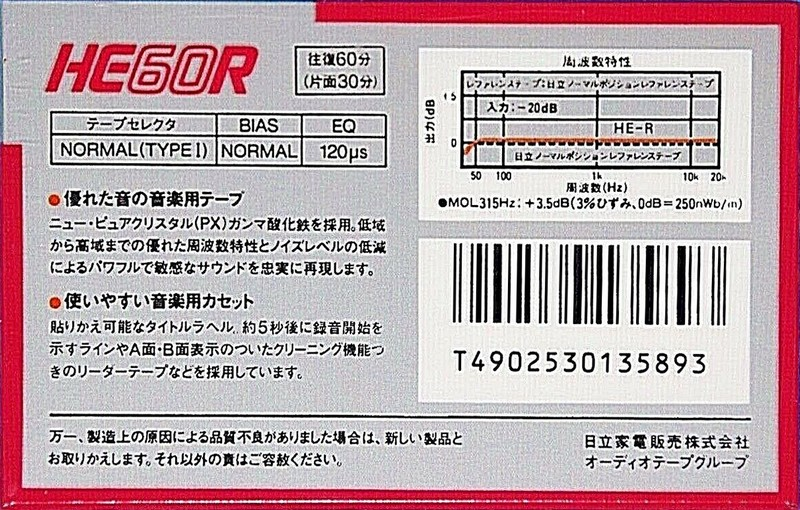 HE60R
往復60分
(片面30分)
テープセレクタ BIAS EQ
NORMAL(TYPE I) NORMAL 120μs
●優れた音の音楽用テープ
ニュー・ピュアクリスタル(PX)ガンマ酸化鉄を採用。低域
から高域までの優れた周波数特性とノイズレベルの低減
によるパワフルで敏感なサウンドを忠実に再現します。
●使いやすい音楽用カセット
貼りかえ可能なタイトルラベル、約5秒後に録音開始を
示すラインやA面・B面表示のついたクリーニング機能つ
きのリーダーテープなどを採用しています。
周波数特性
レファレンステープ:日立ノーマルポジションレファレンステープ
出力(dB
5
0
入力:-20dB
HE-R
日立ノーマルポジションレファレンステープ
50 100 1k 10k 20k
周波数(Hz)
●MOL315Hz:+3.5dB(3%ひずみ、0dB=250nWb/m)
T4902530135893
万一、製造上の原因による品質不良がありました場合は、新しい製品と
お取りかえします。それ以外の責はご容赦ください。
日立家電販売株式会社
オーディオテープグループ